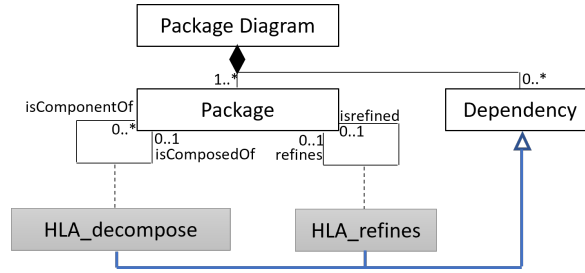 Package Diagram
1..*
0..*
isComponentOf
Package
isrefined
Dependency
0..*
0..1
0..1
0..1
isComposedOf
refines
HLA_decompose
HLA_refines